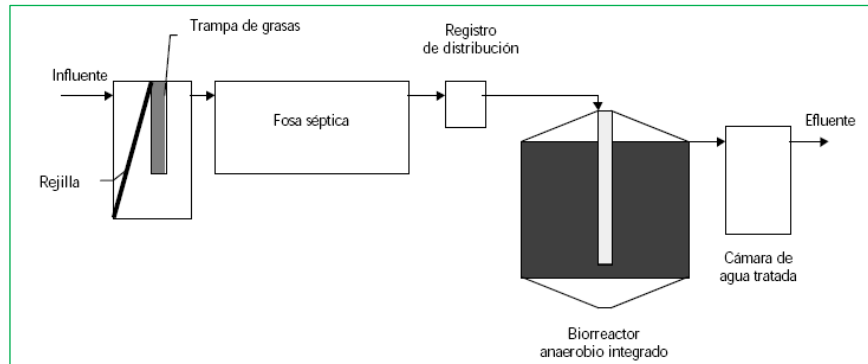 Trampa de grasas
Registro
de distribución
Influente
Fosa séptica
Efluente
Rejilla
Cámara de
agua tratada
Biorreactor
anaerobio integrado